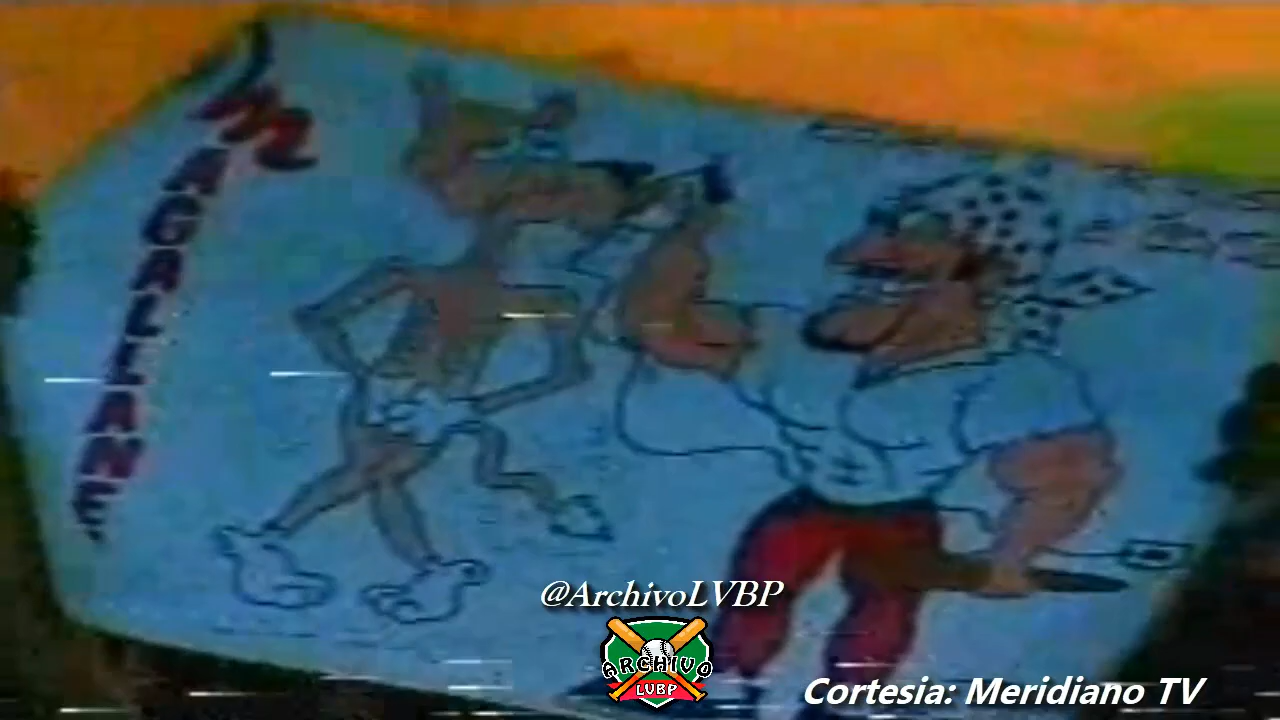 MAGALLANE
@ArchivoLVBP
ARCHIVO
LVBP
Cortesia: Meridiano TV